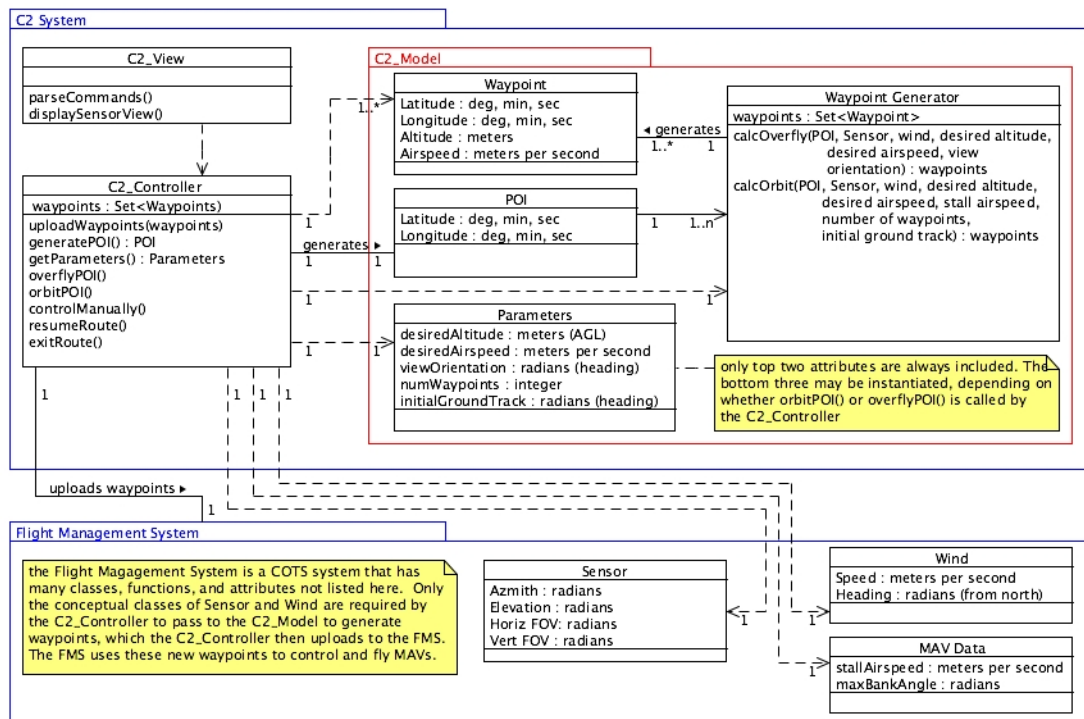 C2 System
C2_View
parseCommands()
displaySensorView()
C2_Controller
waypoints : Set<Waypoints)
uploadWaypoints(waypoints)
generatePOI() : POI
getParameters() : Parameters
overflyPOI()
orbitPOI()
controlManually()
resumeRoute()
exitRoute()
C2_Model
Waypoint
Latitude : deg, min, sec
Longitude : deg, min, sec
Altitude : meters
Airspeed : meters per second
1..*
1
◀ generates
1..*
1
Waypoint Generator
waypoints : Set<Waypoint>
calcOverfly(POI, Sensor, wind, desired altitude,
desired airspeed, view
orientation) : waypoints
calcOrbit(POI, Sensor, wind, desired altitude,
desired airspeed, stall airspeed,
number of waypoints,
initial ground track) : waypoints
POI
Latitude : deg, min, sec
Longitude : deg, min, sec
1
1..n
generates ▶
1
1
1
1
Parameters
desiredAltitude : meters (AGL)
desiredAirspeed : meters per second
viewOrientation : radians (heading)
numWaypoints : integer
initialGroundTrack : radians (heading)
1
1
only top two attributes are always included. The
bottom three may be instantiated, depending on
whether orbitPOI() or overflyPOI() is called by
the C2_Controller
1
1
1
1
uploads waypoints ▶
1
Flight Management System
the Flight Magagement System is a COTS system that has
many classes, functions, and attributes not listed here. Only
the conceptual classes of Sensor and Wind are required by
the C2_Controller to pass to the C2_Model to generate
waypoints, which the C2_Controller then uploads to the FMS.
The FMS uses these new waypoints to control and fly MAVs.
Sensor
Azmith : radians
Elevation : radians
Horiz FOV: radians
Vert FOV : radians
1
Wind
Speed : meters per second
Heading : radians (from north)
1
MAV Data
stallAirspeed : meters per second
maxBankAngle : radians
1